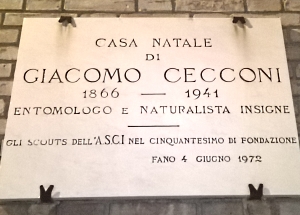 CASA NATALE
DI
GIACOMO CECCONI
1866 — 1941
ENTOMOLOGO E NATURALISTA INSIGNE
GLI SCOUTS DELL'A.S.C.I NEL CINQUANTESIMO DI FONDAZIONE
FANO 4 GIUGNO 1972